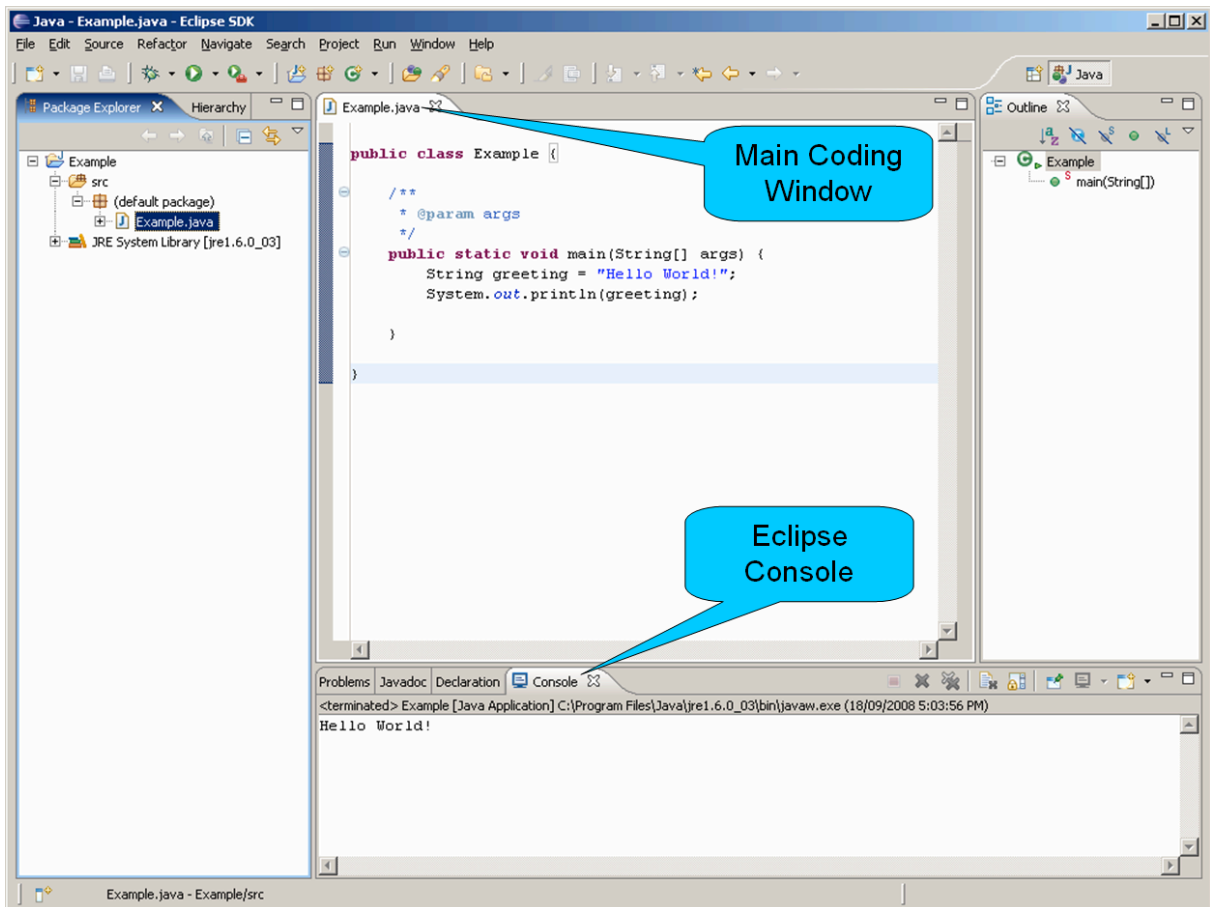 Java - Example.java - Eclipse SDK
File Edit Source Refactor Navigate Search Project Run Window Help
Java
Package Explorer Hierarchy
Example
src
(default package)
Example.java
JRE System Library [jre1.6.0_03]
Example.java
public class Example {
/**
* @param args
*/
public static void main(String[] args) {
String greeting = "Hello World!";
System.out.println(greeting);
}
}
Main Coding
Window
Eclipse
Console
Outline
Example
main(String[])
Problems Javadoc Declaration Console
<terminated> Example [Java Application] C:\Program Files\Java\jre1.6.0_03\bin\javaw.exe (18/09/2008 5:03:56 PM)
Hello World!
Example.java - Example/src